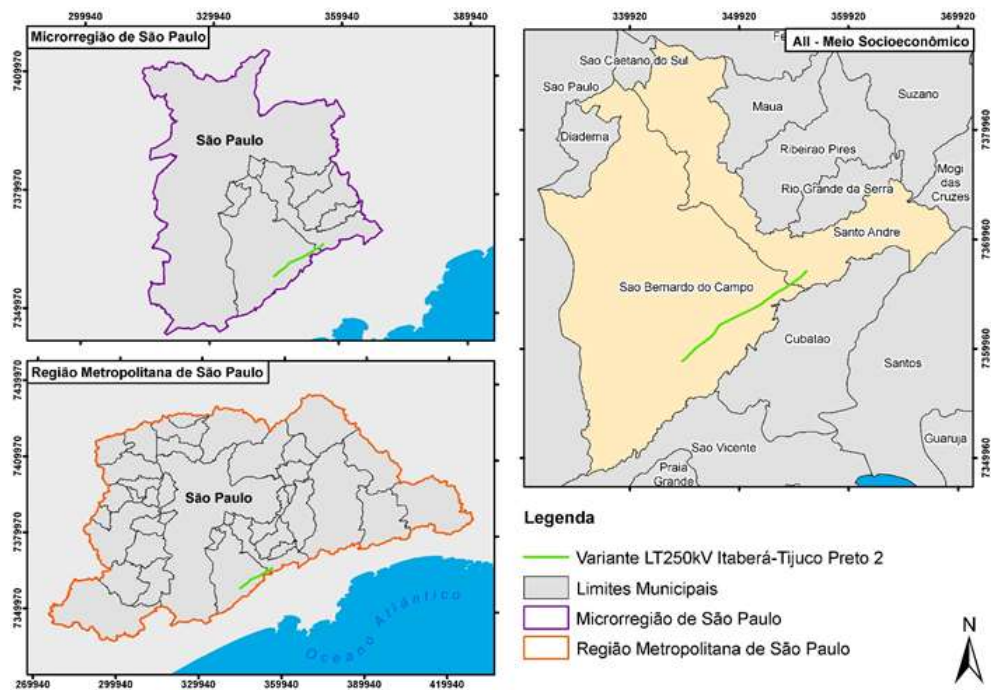 299940
329940
359940
389940
Microrregião de São Paulo
7409970
7379970
7349970
São Paulo
299940
329940
359940
389940
Região Metropolitana de São Paulo
7439970
7409970
7379970
7349970
São Paulo
Oceano Atlântico
269940
299940
329940
359940
389940
419940
339920
349920
359920
369920
AII - Meio Socioeconômico
Sao Caetano do Sul
Sao Paulo
Suzano
Maua
Diadema
Ribeirao Pires
Mogi
das
Cruzes
Rio Grande da Serra
Santo Andre
Sao Bernardo do Campo
Cubatao
Santos
Guaruja
Sao Vicente
Praia
Grande
7379960
7369960
7359960
7349960
Legenda
Variante LT250kV Itaberá-Tijuco Preto 2
Limites Municipais
Microrregião de São Paulo
Região Metropolitana de São Paulo
N